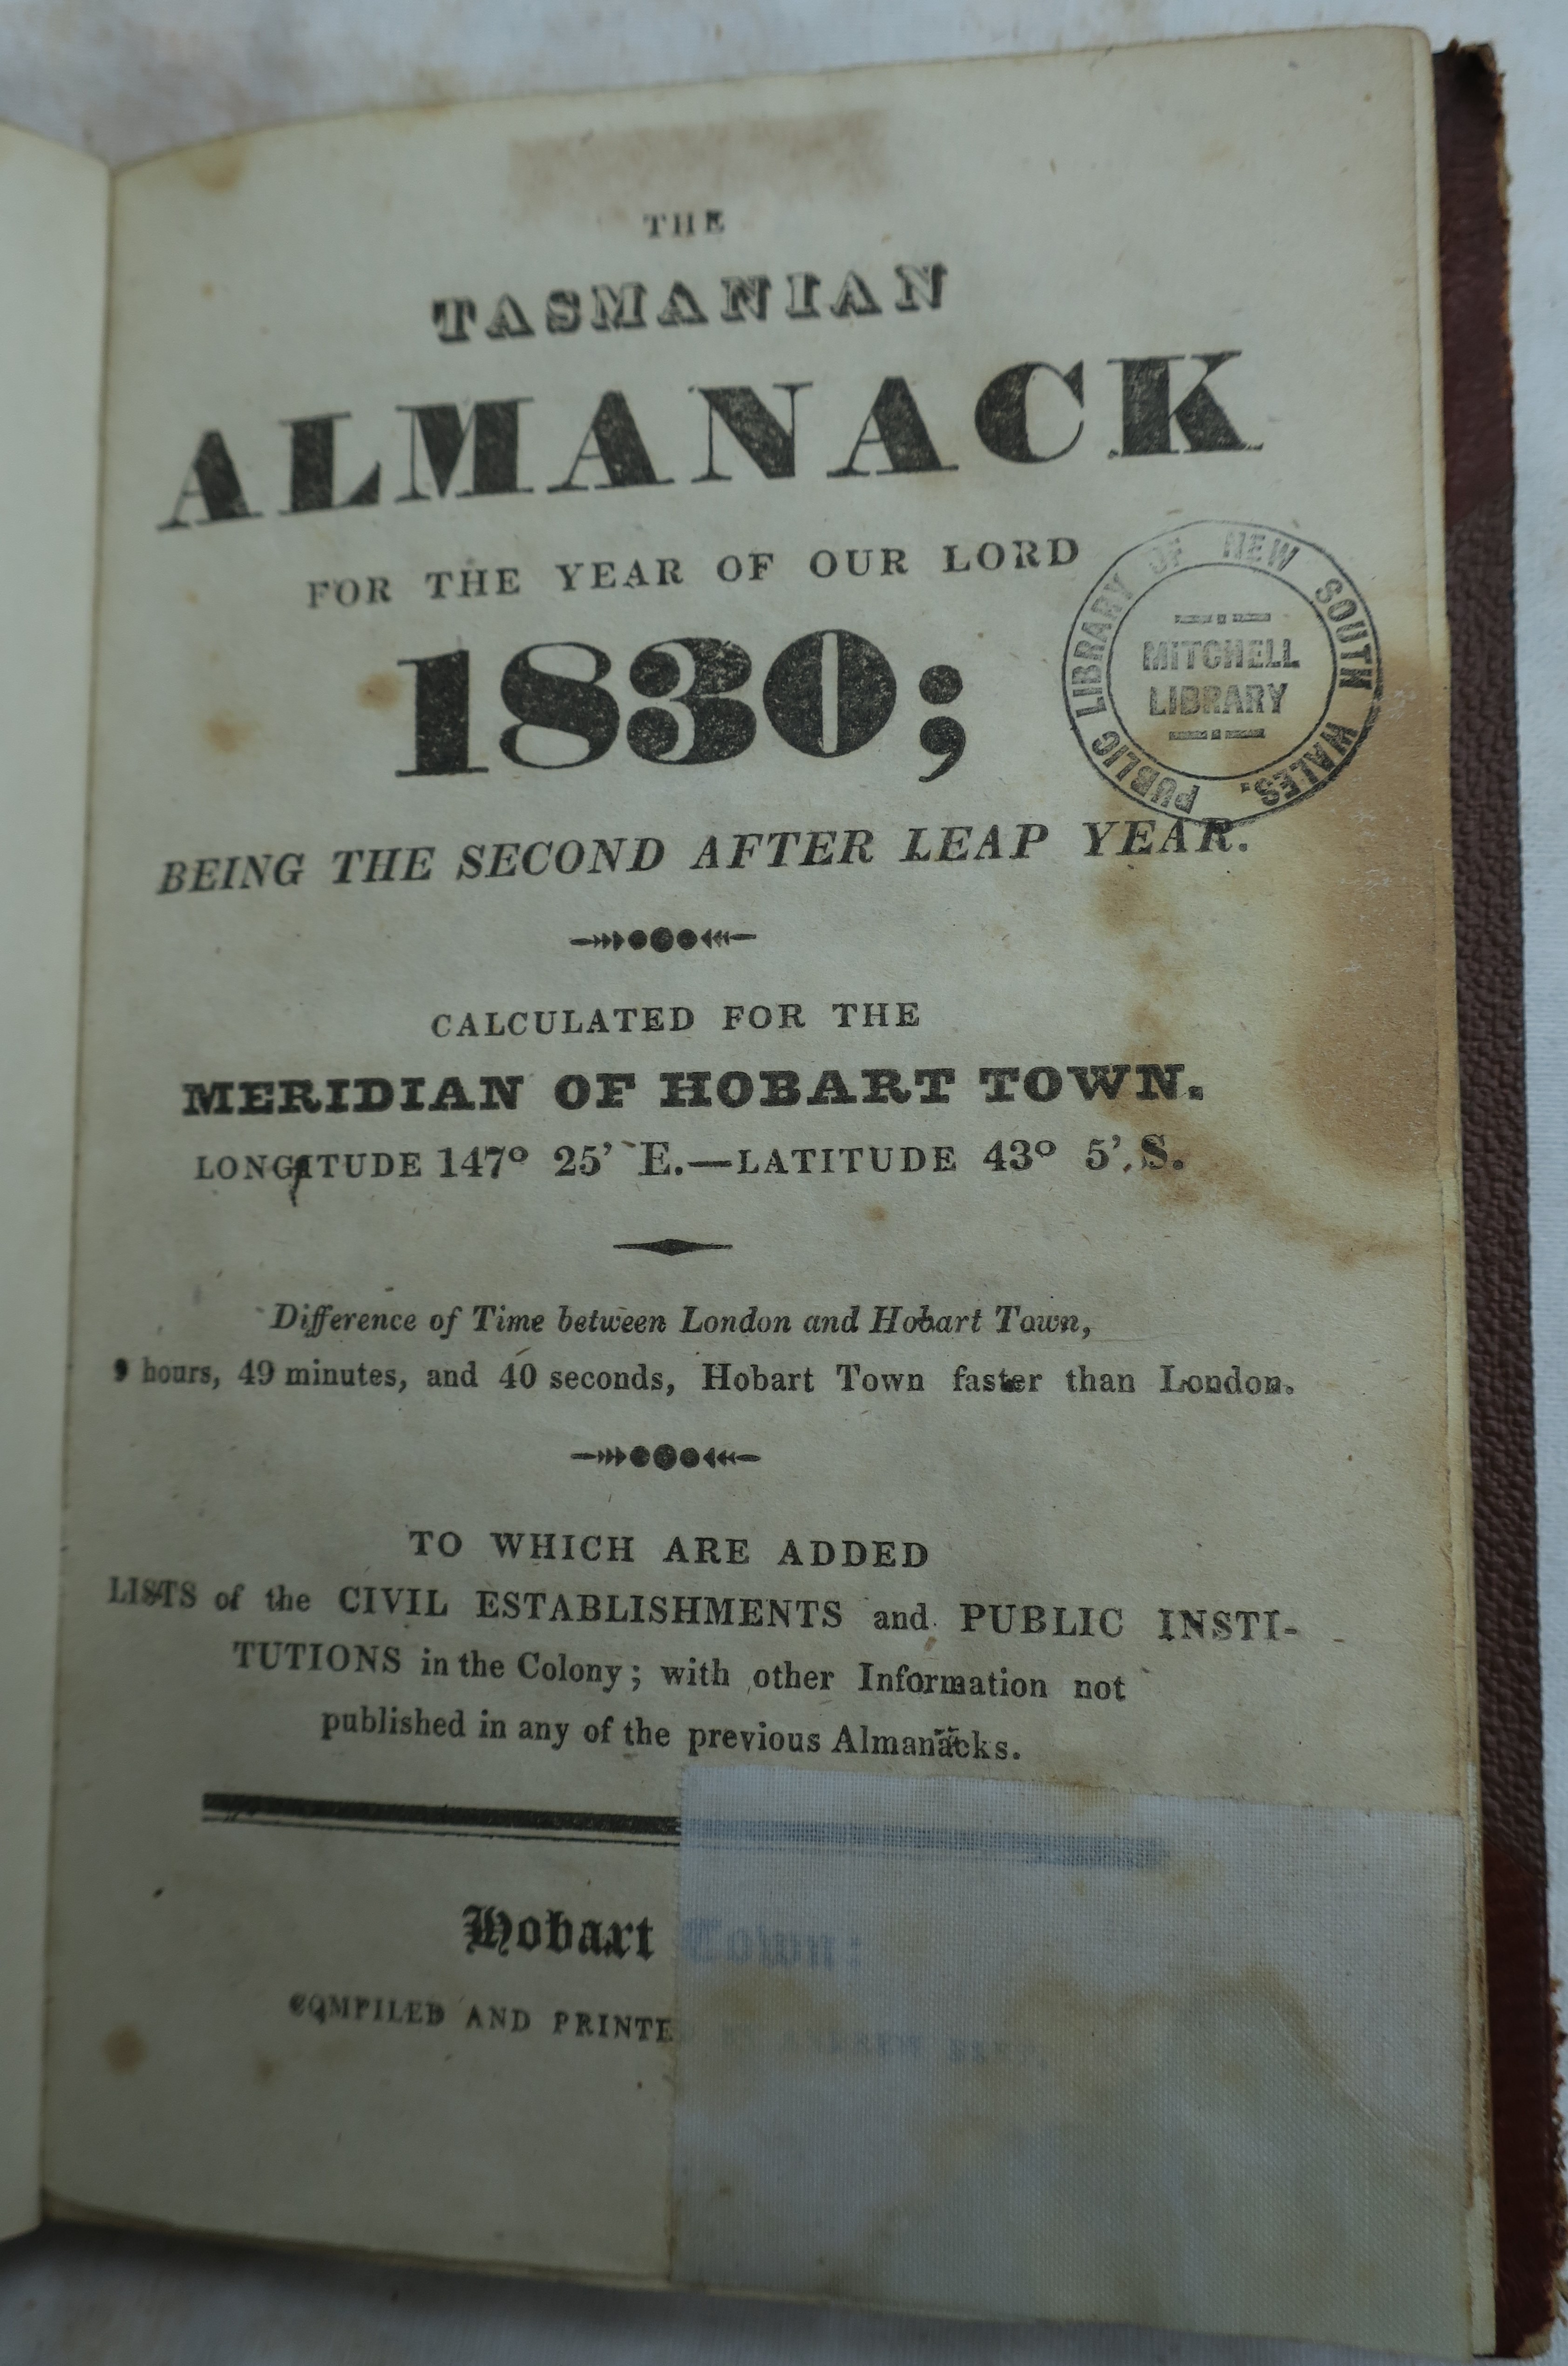 THE
TASMANIAN
ALMANACK
FOR THE YEAR OF OUR LORD
1830;
PUBLIC LIBRARY OF NEW SOUTH WALES.
MITCHELL
LIBRARY
BEING THE SECOND AFTER LEAP YEAR.
CALCULATED FOR THE
MERIDIAN OF HOBART TOWN.
LONGITUDE 147° 25' E.—LATITUDE 43° 5', S.
Difference of Time between London and Hobart Town,
9 hours, 49 minutes, and 40 seconds, Hobart Town faster than London.
TO WHICH ARE ADDED
LISTS of the CIVIL ESTABLISHMENTS and PUBLIC INSTI-
TUTIONS in the Colony; with other Information not
published in any of the previous Almanacks.
Hobart Town:
COMPILED AND PRINTED